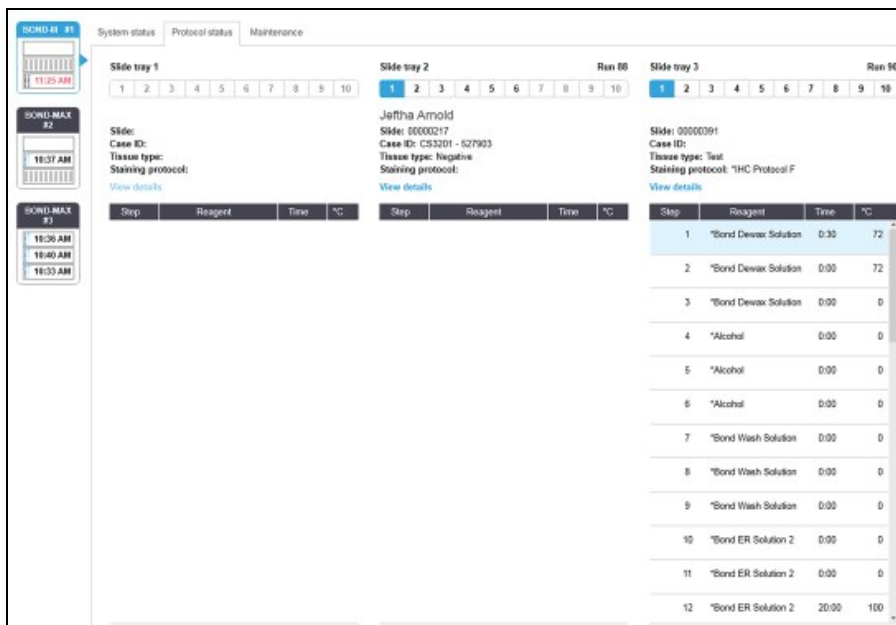 BOND-III #1
11:25 AM
BOND-MAX
#2
10:37 AM
BOND-MAX
#3
10:36 AM
10:40 AM
10:33 AM
System status Protocol status Maintenance
Slide tray 1
1 2 3 4 5 6 7 8 9 10
Slide:
Case ID:
Tissue type:
Staining protocol:
View details
Step Reagent Time °C
Slide tray 2 Run 88
1 2 3 4 5 6 7 8 9 10
Jeftha Arnold
Slide: 00000217
Case ID: CS3201 - 527903
Tissue type: Negative
Staining protocol:
View details
Step Reagent Time °C
Slide tray 3 Run 90
1 2 3 4 5 6 7 8 9 10
Slide: 00000391
Case ID:
Tissue type: Test
Staining protocol: *IHC Protocol F
View details
Step Reagent Time °C
1 *Bond Dewax Solution 0:30 72
2 *Bond Dewax Solution 0:00 72
3 *Bond Dewax Solution 0:00 0
4 *Alcohol 0:00 0
5 *Alcohol 0:00 0
6 *Alcohol 0:00 0
7 *Bond Wash Solution 0:00 0
8 *Bond Wash Solution 0:00 0
9 *Bond Wash Solution 0:00 0
10 *Bond ER Solution 2 0:00 0
11 *Bond ER Solution 2 0:00 0
12 *Bond ER Solution 2 20:00 100